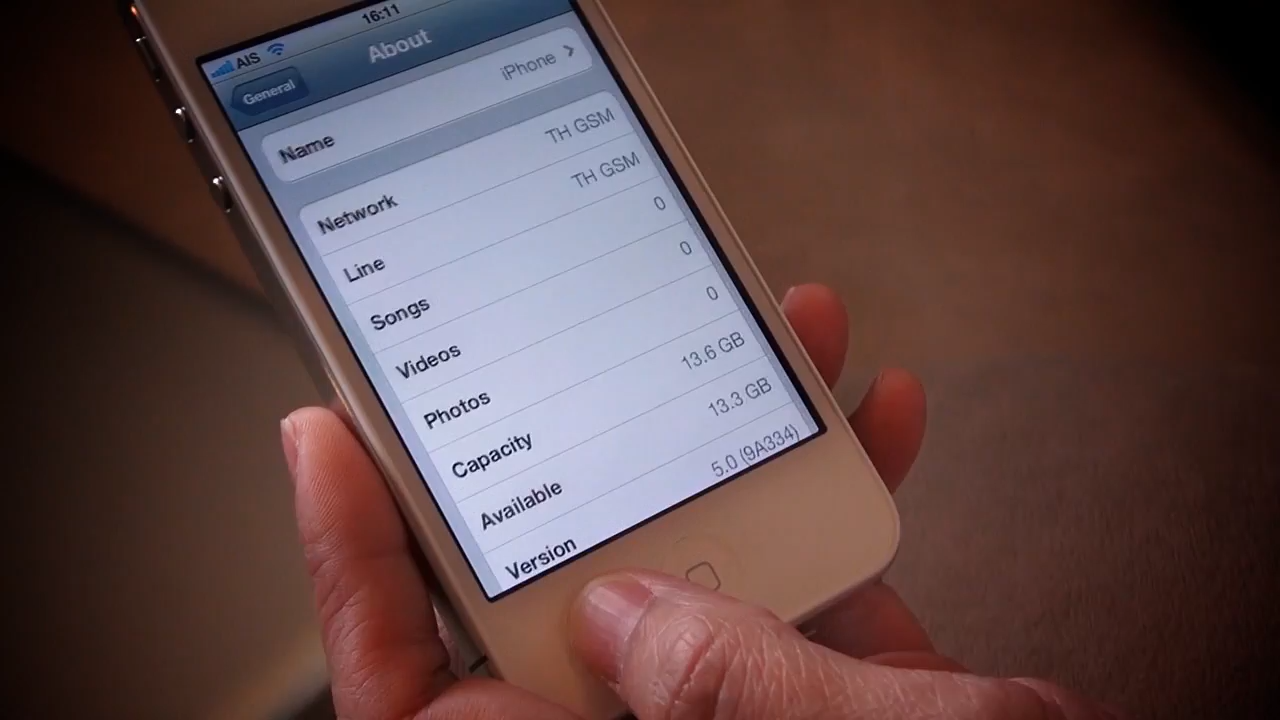 AIS 16:11
General About
Name iPhone
Network TH GSM
Line TH GSM
Songs 0
Videos 0
Photos 0
Capacity 13.6 GB
Available 13.3 GB
Version 5.0 (9A334)